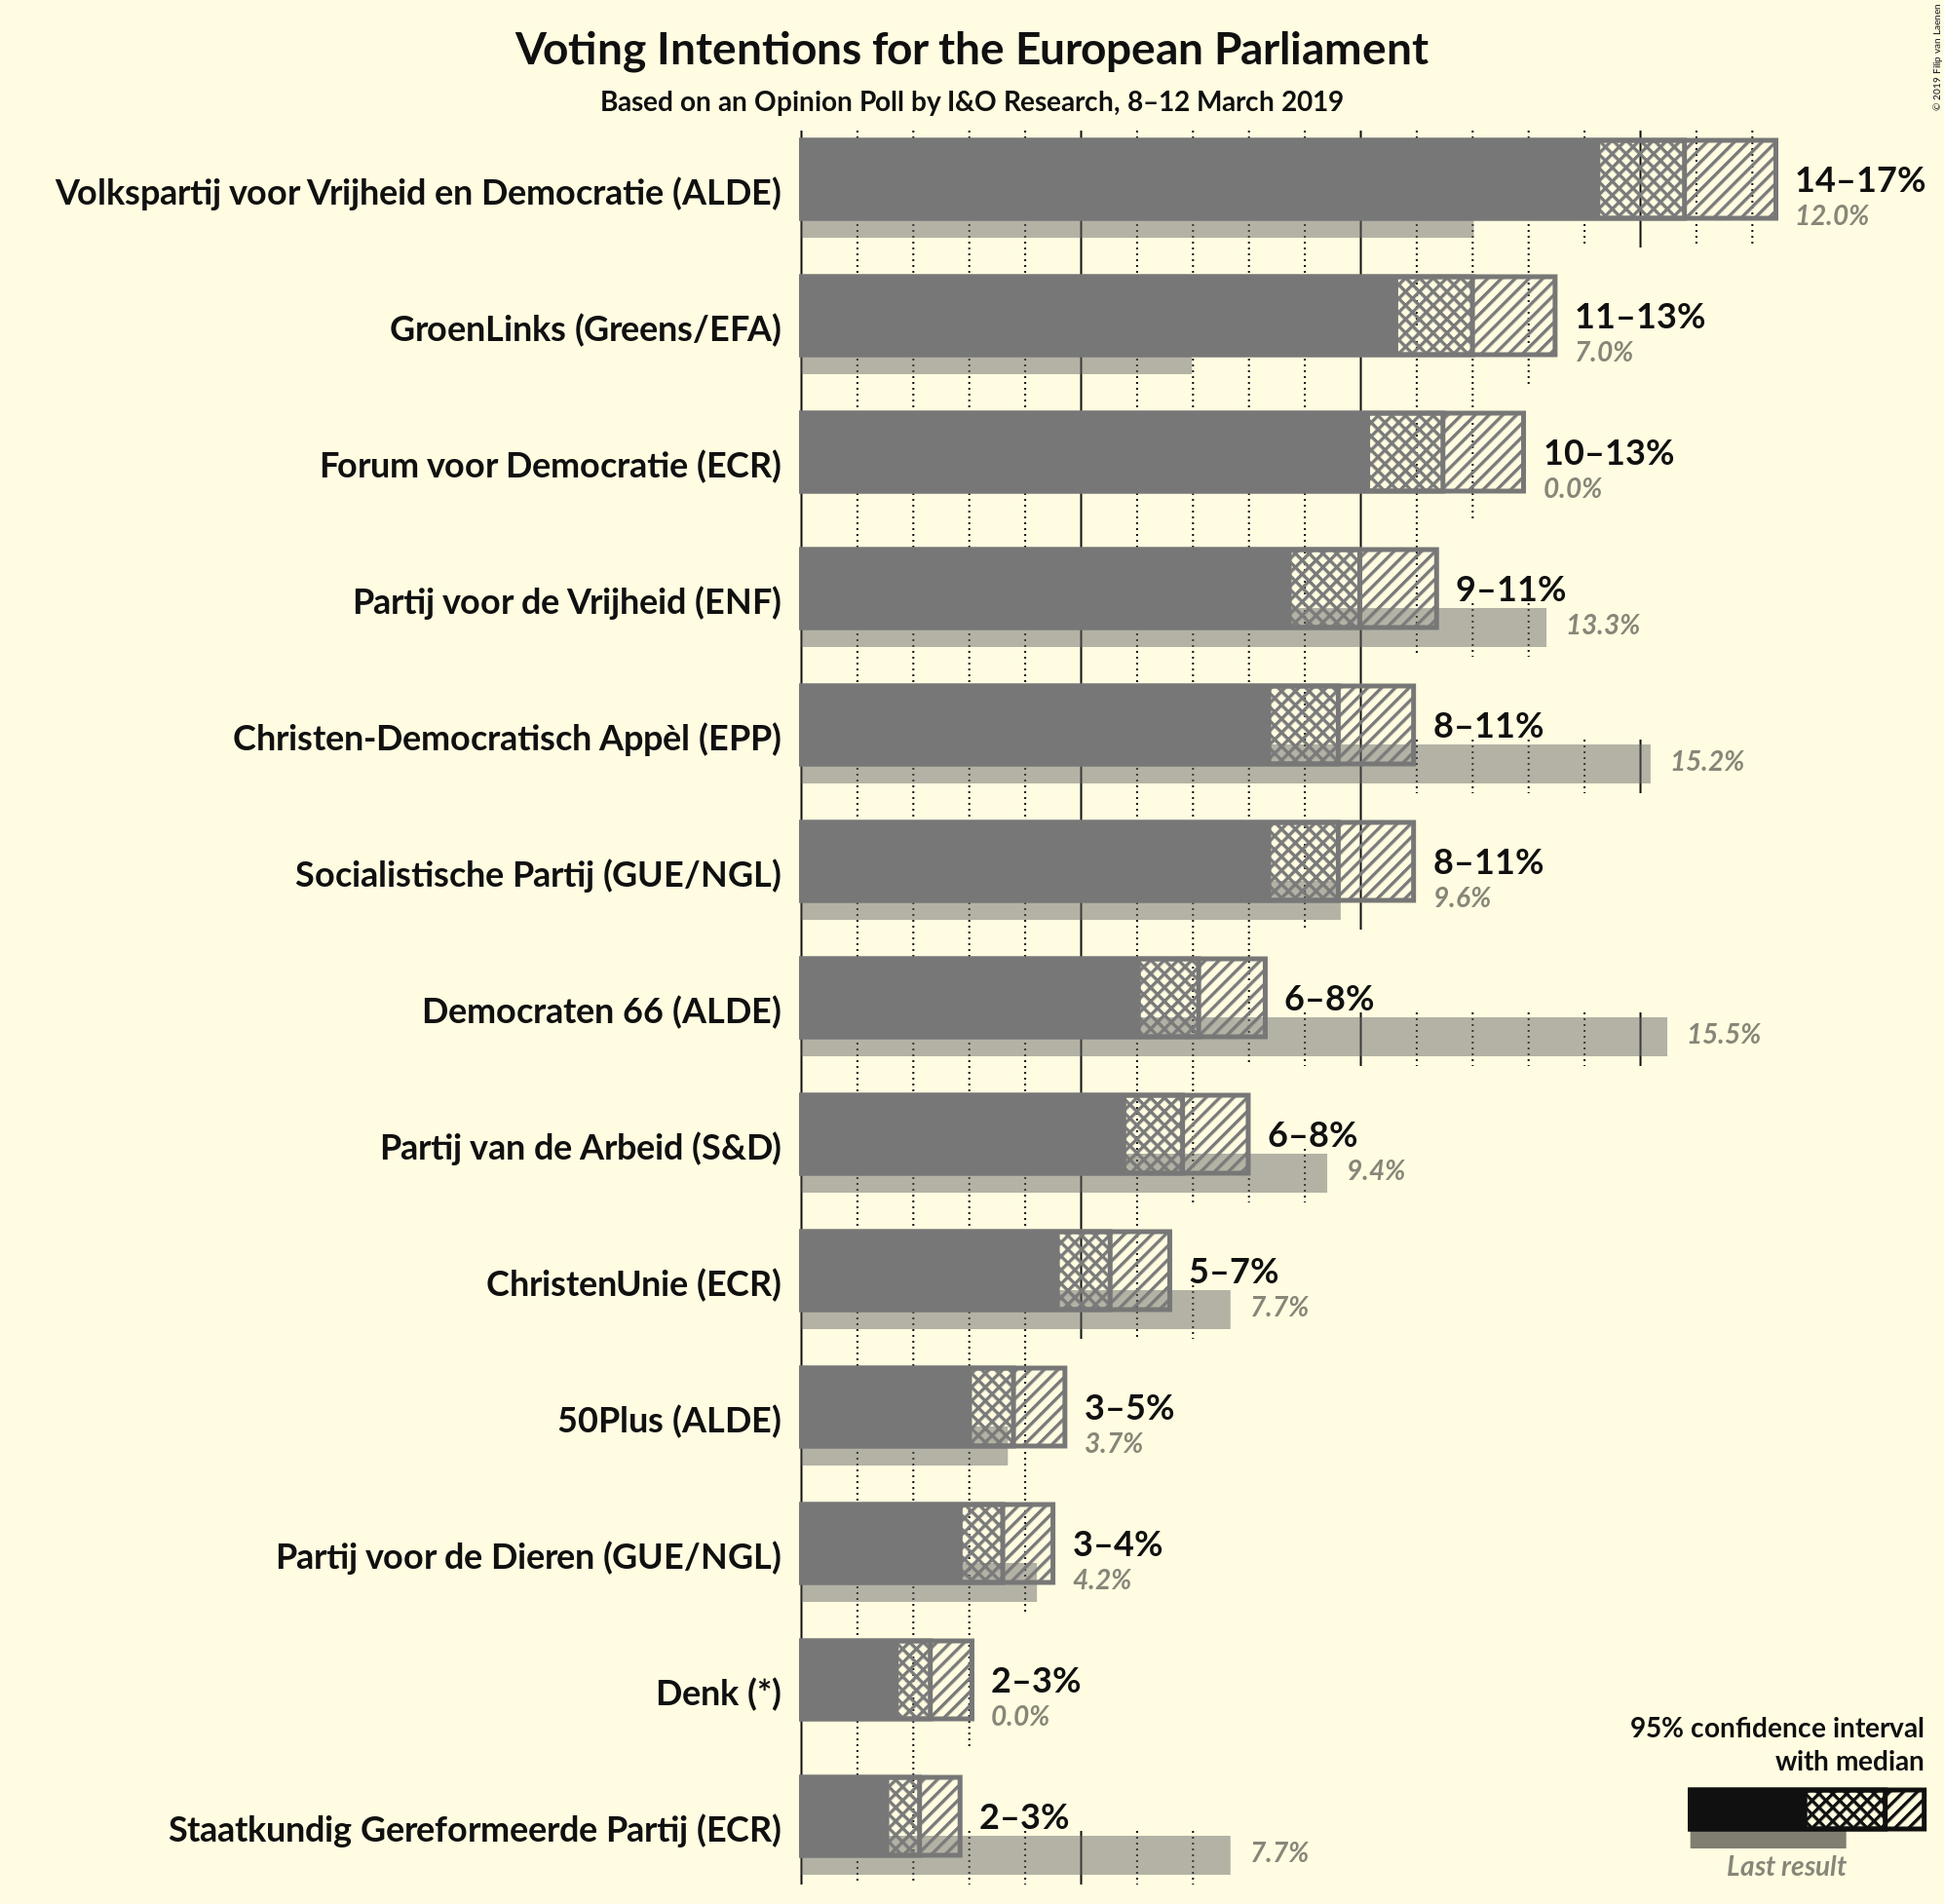 © 2019 Filip van Laenen
Voting Intentions for the European Parliament
Based on an Opinion Poll by I&O Research, 8–12 March 2019
Volkspartij voor Vrijheid en Democratie (ALDE)
14–17%
12.0%
GroenLinks (Greens/EFA)
11–13%
7.0%
Forum voor Democratie (ECR)
10–13%
0.0%
Partij voor de Vrijheid (ENF)
9–11%
13.3%
Christen-Democratisch Appèl (EPP)
8–11%
15.2%
Socialistische Partij (GUE/NGL)
8–11%
9.6%
Democraten 66 (ALDE)
6–8%
15.5%
Partij van de Arbeid (S&D)
6–8%
9.4%
ChristenUnie (ECR)
5–7%
7.7%
50Plus (ALDE)
3–5%
3.7%
Partij voor de Dieren (GUE/NGL)
3–4%
4.2%
Denk (*)
2–3%
0.0%
Staatkundig Gereformeerde Partij (ECR)
2–3%
7.7%
95% confidence interval
with median
Last result